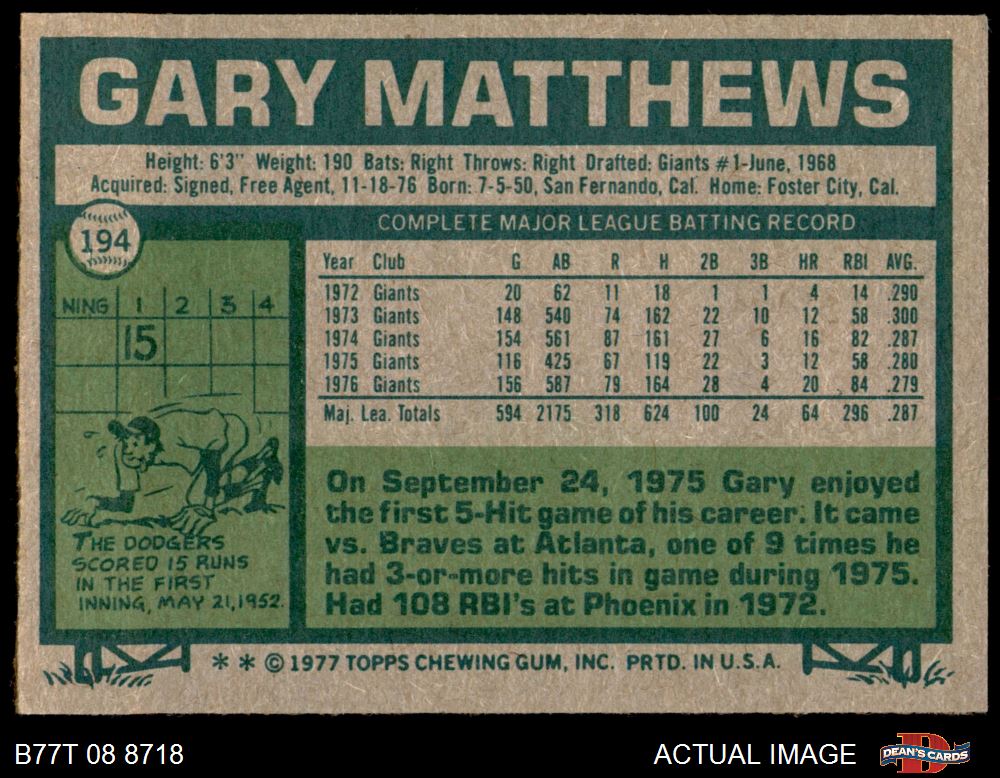 GARY MATTHEWS
Height: 6'3" Weight: 190 Bats: Right Throws: Right Drafted: Giants #1-June, 1968
Acquired: Signed, Free Agent, 11-18-76 Born: 7-5-50, San Fernando, Cal. Home: Foster City, Cal.
194
COMPLETE MAJOR LEAGUE BATTING RECORD
Year Club G AB R H 2B 3B HR RBI AVG.
1972 Giants 20 62 11 18 1 1 4 14 .290
1973 Giants 148 540 74 162 22 10 12 58 .300
1974 Giants 154 561 87 161 27 6 16 82 .287
1975 Giants 116 425 67 119 22 3 12 58 .280
1976 Giants 156 587 79 164 28 4 20 84 .279
Maj. Lea. Totals 594 2175 318 624 100 24 64 296 .287
NING 1 2 3 4
15
THE DODGERS
SCORED 15 RUNS
IN THE FIRST
INNING, MAY 21, 1952.
On September 24, 1975 Gary enjoyed
the first 5-Hit game of his career. It came
vs. Braves at Atlanta, one of 9 times he
had 3-or-more hits in game during 1975.
Had 108 RBI's at Phoenix in 1972.
* * © 1977 TOPPS CHEWING GUM, INC. PRTD. IN U.S.A.
B77T 08 8718
ACTUAL IMAGE
DEAN'S CARDS